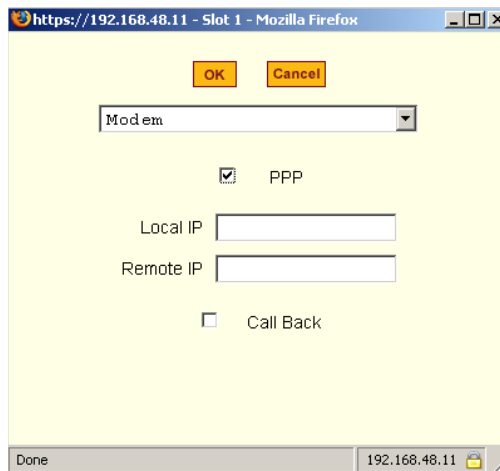 https://192.168.48.11 - Slot 1 - Mozilla Firefox
OK Cancel
Modem
PPP
Local IP
Remote IP
Call Back
Done 192.168.48.11